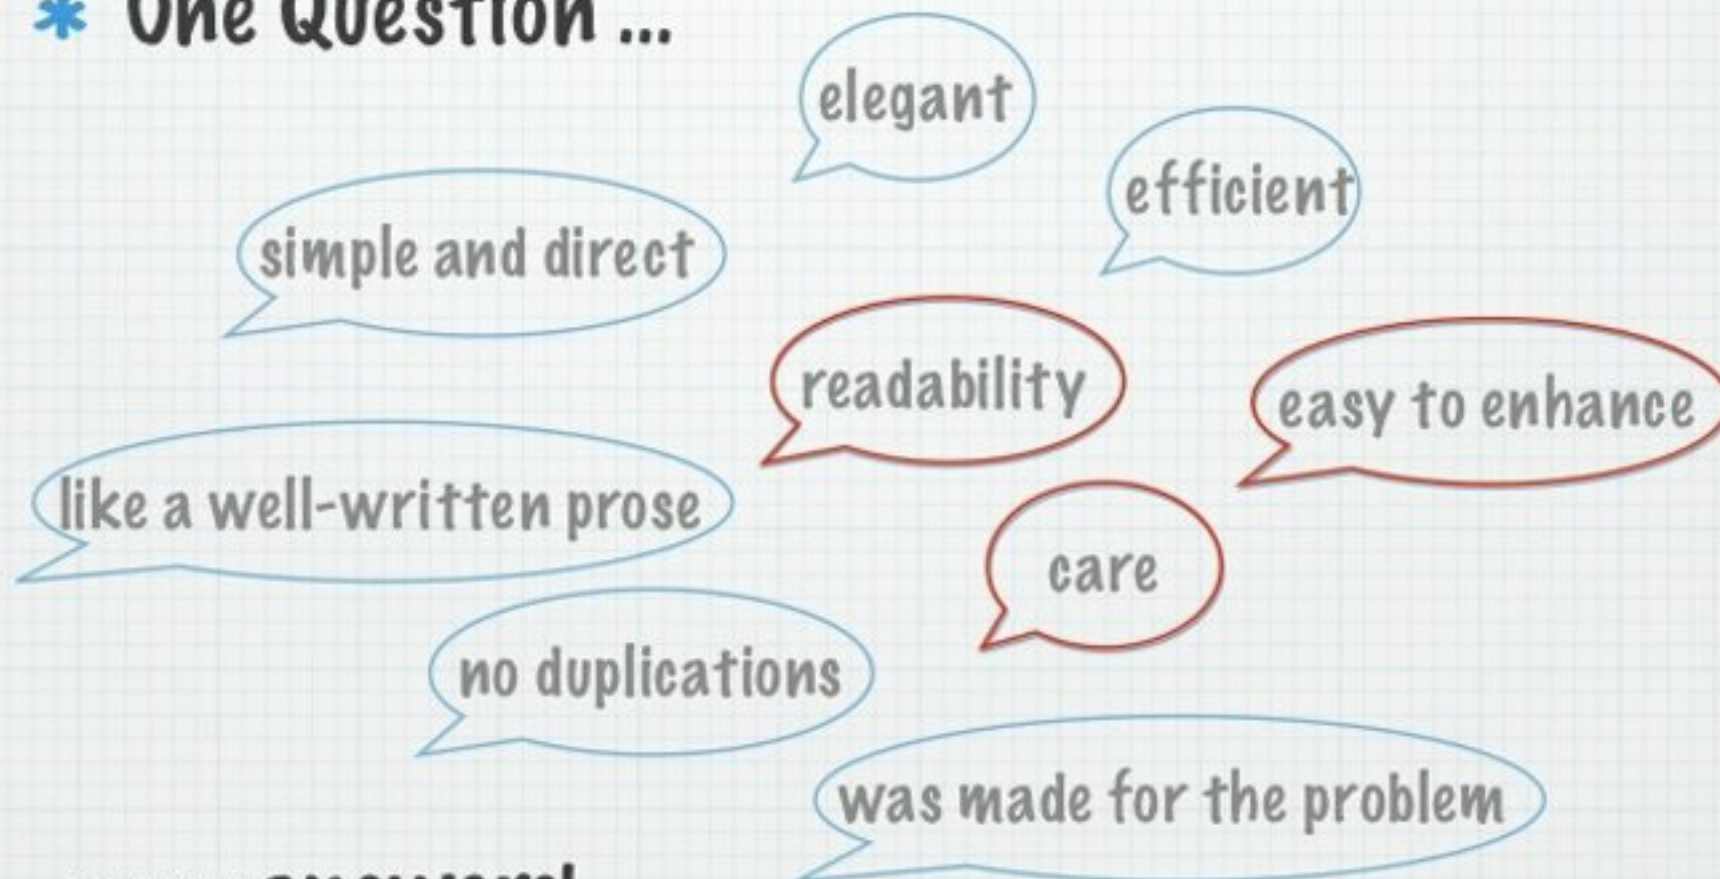 * One Question ...
elegant
efficient
simple and direct
readability
easy to enhance
like a well-written prose
care
no duplications
was made for the problem
answers!